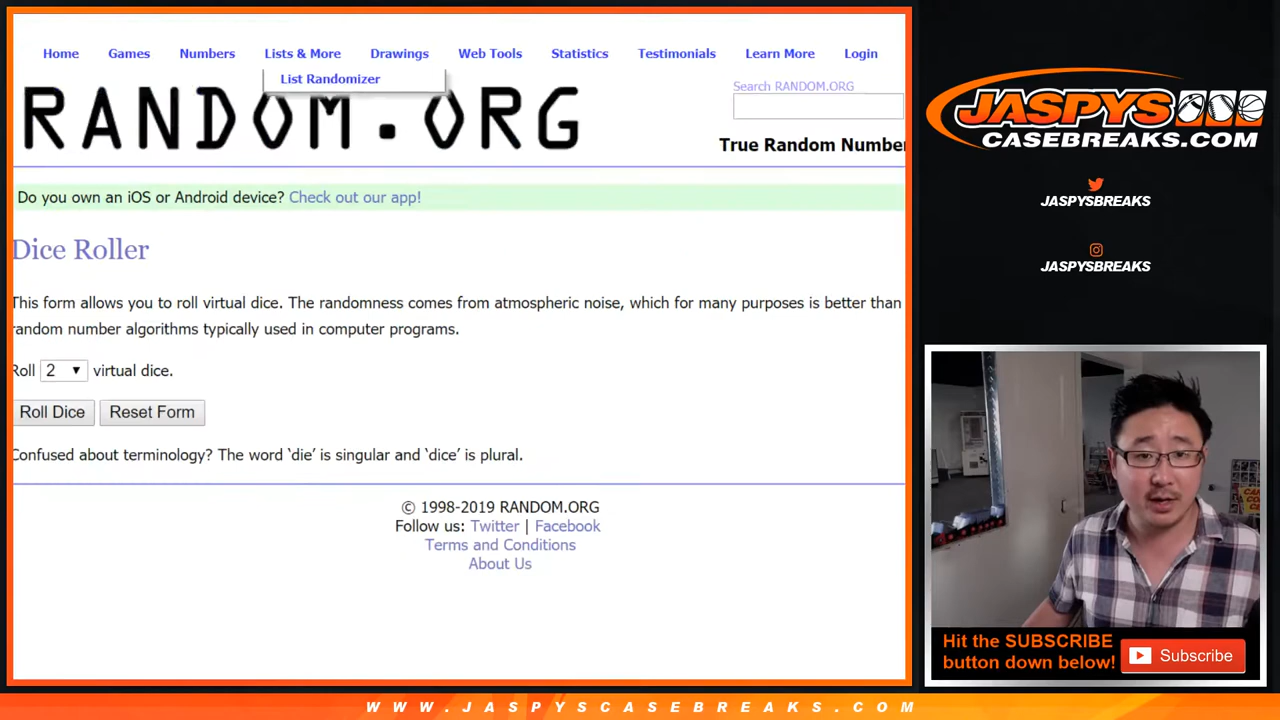 Home Games Numbers Lists & More Drawings Web Tools Statistics Testimonials Learn More Login
List Randomizer
RANDOM.ORG
Search RANDOM.ORG
True Random Number
Do you own an iOS or Android device? Check out our app!
Dice Roller
This form allows you to roll virtual dice. The randomness comes from atmospheric noise, which for many purposes is better than
random number algorithms typically used in computer programs.
Roll 2 virtual dice.
Roll Dice Reset Form
Confused about terminology? The word ‘die’ is singular and ‘dice’ is plural.
© 1998-2019 RANDOM.ORG
Follow us: Twitter | Facebook
Terms and Conditions
About Us
JASPYS
CASEBREAKS.COM
JASPYSBREAKS
JASPYSBREAKS
Hit the SUBSCRIBE
button down below!
Subscribe
WWW.JASPYSCASEBREAKS.COM